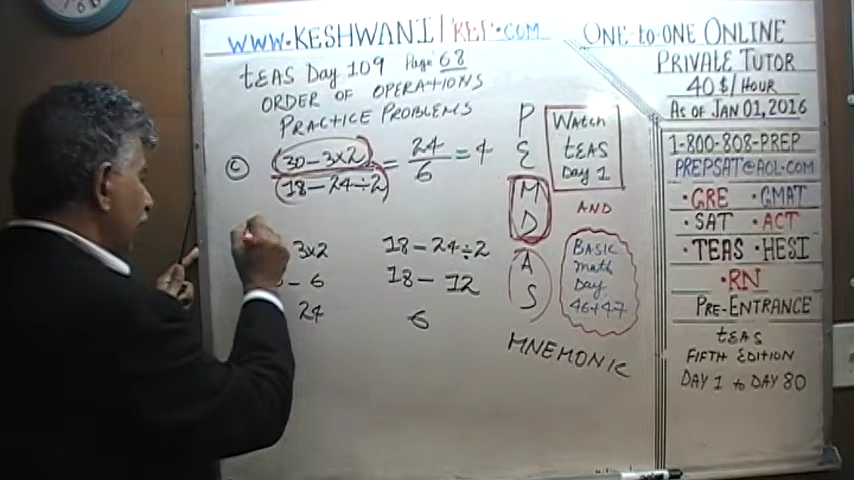 WWW.KESHWANIPREP.COM
TEAS Day 109 Page 68
ORDER OF OPERATIONS
PRACTICE PROBLEMS
C (30-3x2) = 24 = 4
(18-24÷2) 6
3x2 18-24÷2
- 6 18 - 12
24 6
P
E
M
D
A
S
MNEMONIC
Watch
TEAS
Day 1
AND
BASIC
math
Day
46+47
ONE-to-ONE ONLINE
PRIVATE TUTOR
40$/HOUR
AS OF JAN 01, 2016
1-800-808-PREP
PREPSAT@AOL.COM
•GRE •GMAT
•SAT •ACT
•TEAS •HESI
•RN
PRE-ENTRANCE
TEAS
FIFTH EDITION
DAY 1 to DAY 80